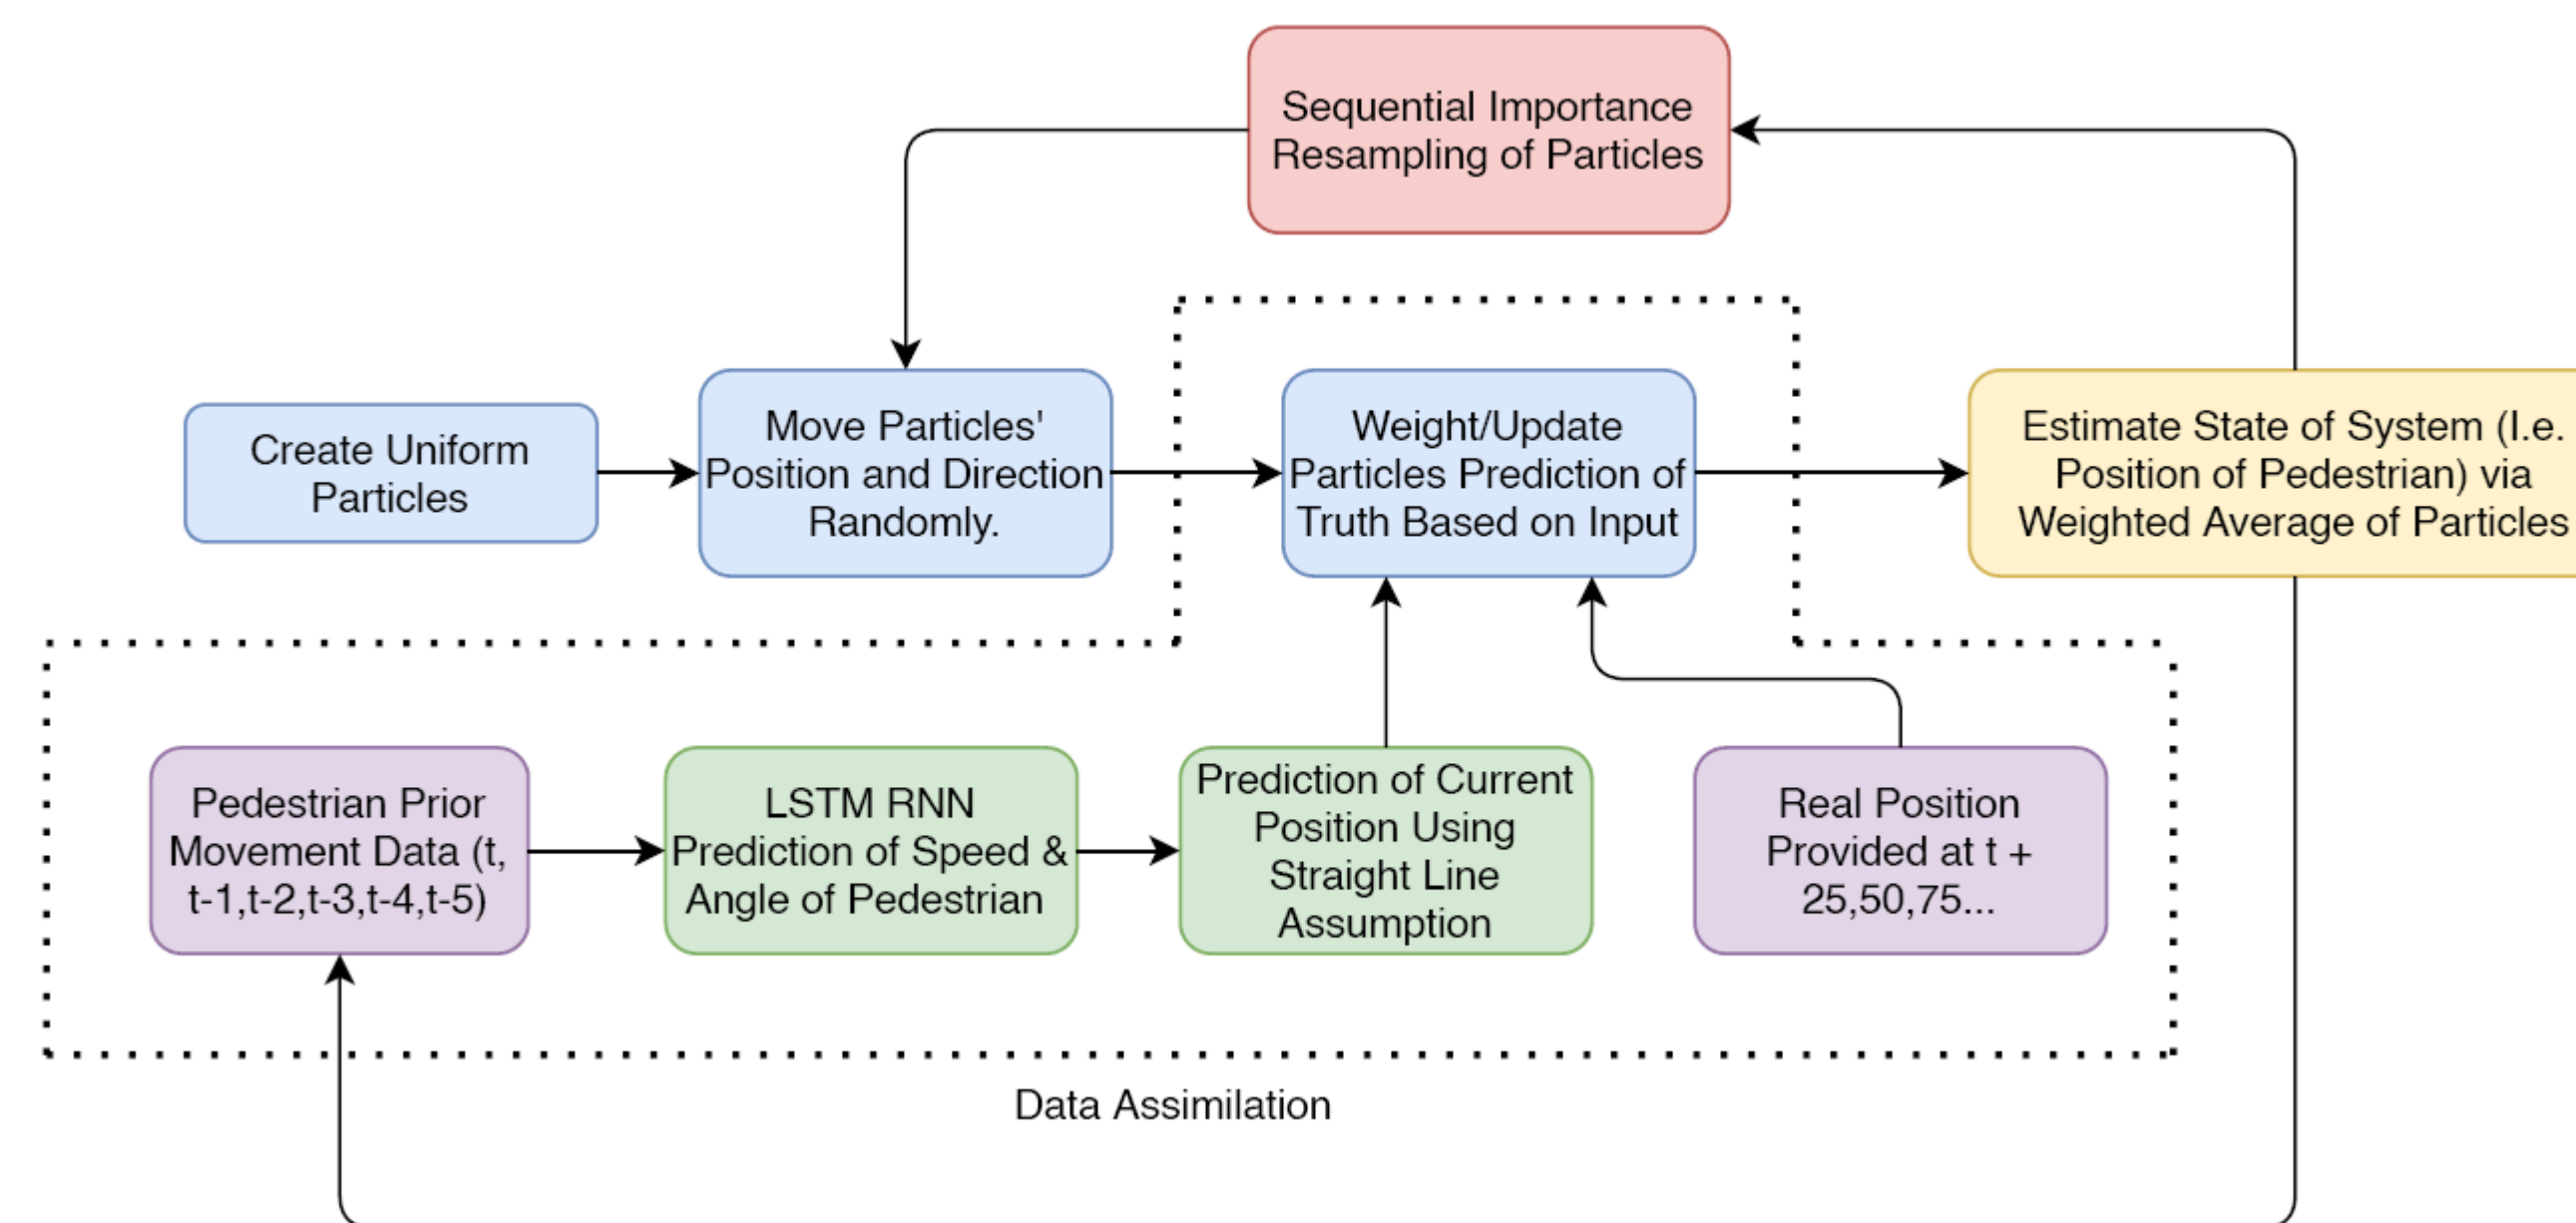 Sequential Importance
Resampling of Particles
Create Uniform
Particles
Move Particles'
Position and Direction
Randomly.
Weight/Update
Particles Prediction of
Truth Based on Input
Estimate State of System (I.e.
Position of Pedestrian) via
Weighted Average of Particles
Pedestrian Prior
Movement Data (t,
t-1,t-2,t-3,t-4,t-5)
LSTM RNN
Prediction of Speed &
Angle of Pedestrian
Prediction of Current
Position Using
Straight Line
Assumption
Real Position
Provided at t +
25,50,75...
Data Assimilation